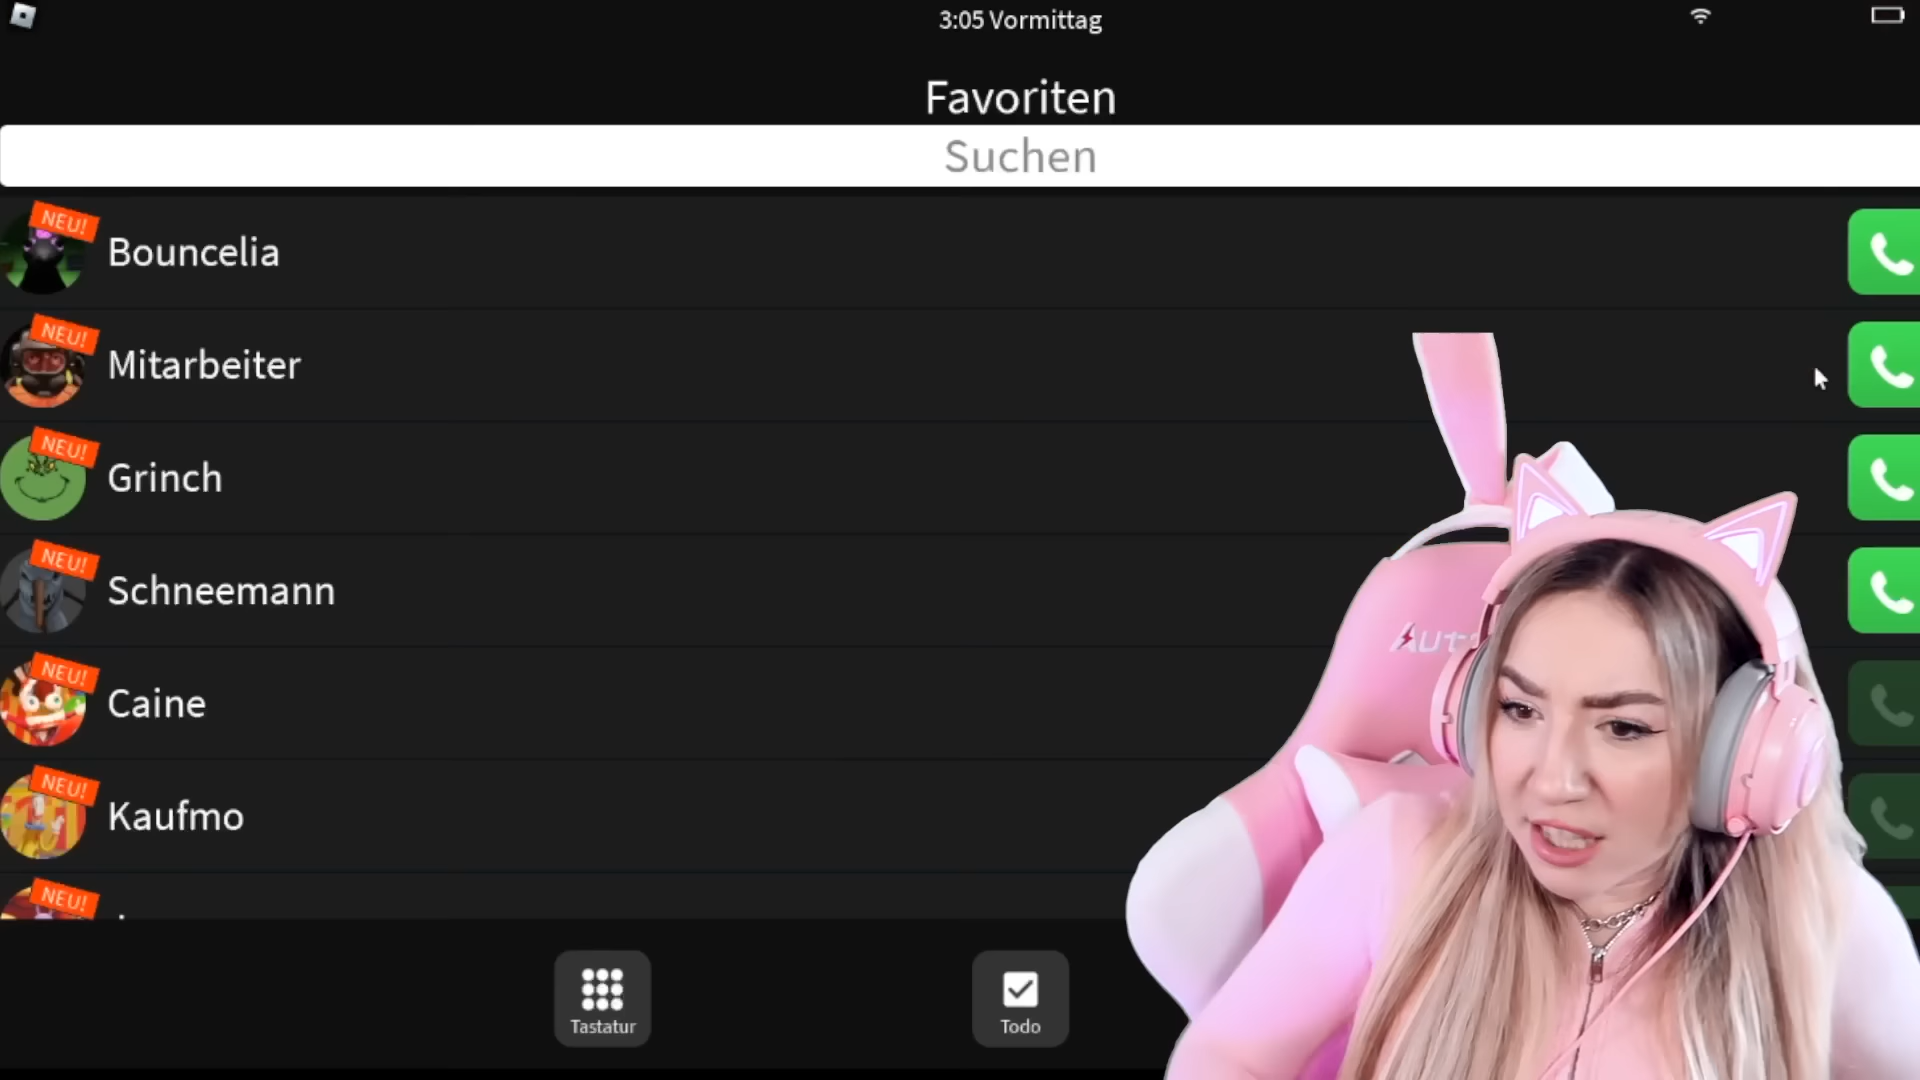 3:05 Vormittag
Favoriten
Suchen
NEU!
Bouncelia
NEU!
Mitarbeiter
NEU!
Grinch
NEU!
Schneemann
NEU!
Caine
NEU!
Kaufmo
NEU!
Tastatur
Todo